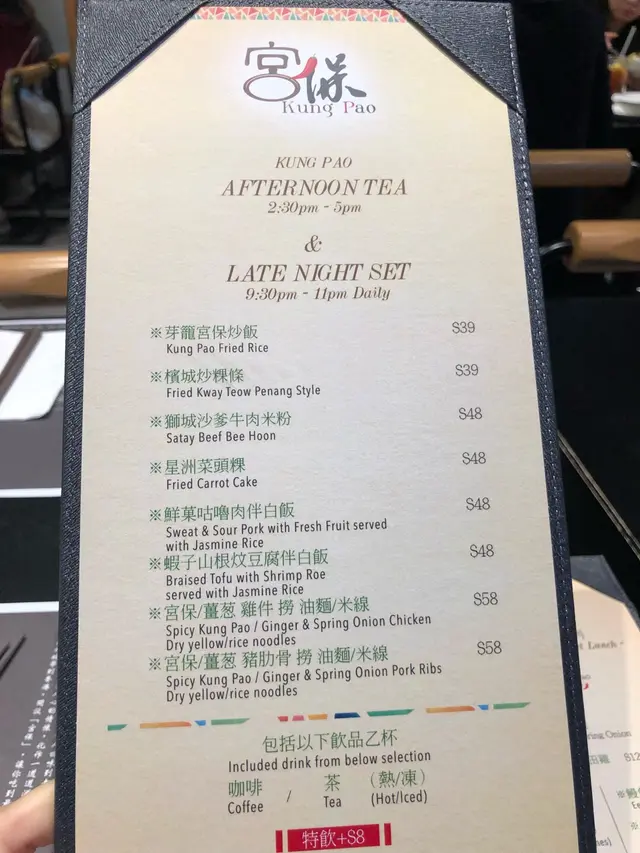 宮保
Kung Pao
KUNG PAO
AFTERNOON TEA
2:30pm - 5pm
&
LATE NIGHT SET
9:30pm - 11pm Daily
※芽籠宮保炒飯 $39
Kung Pao Fried Rice
※檳城炒粿條 $39
Fried Kway Teow Penang Style
※獅城沙爹牛肉米粉 $48
Satay Beef Bee Hoon
※星洲菜頭粿 $48
Fried Carrot Cake
※鮮菓咕嚕肉伴白飯 $48
Sweat & Sour Pork with Fresh Fruit served
with Jasmine Rice
※蝦子山根炆豆腐伴白飯 $48
Braised Tofu with Shrimp Roe
served with Jasmine Rice
※宮保/薑葱 雞件 撈 油麵/米線 $58
Spicy Kung Pao / Ginger & Spring Onion Chicken
Dry yellow/rice noodles
※宮保/薑葱 豬肋骨 撈 油麵/米線 $58
Spicy Kung Pao / Ginger & Spring Onion Pork Ribs
Dry yellow/rice noodles
包括以下飲品乙杯
Included drink from below selection
咖啡 / 茶 (熱/凍)
Coffee Tea (Hot/Iced)
特飲+$8
Lunch -
Onion
田雞